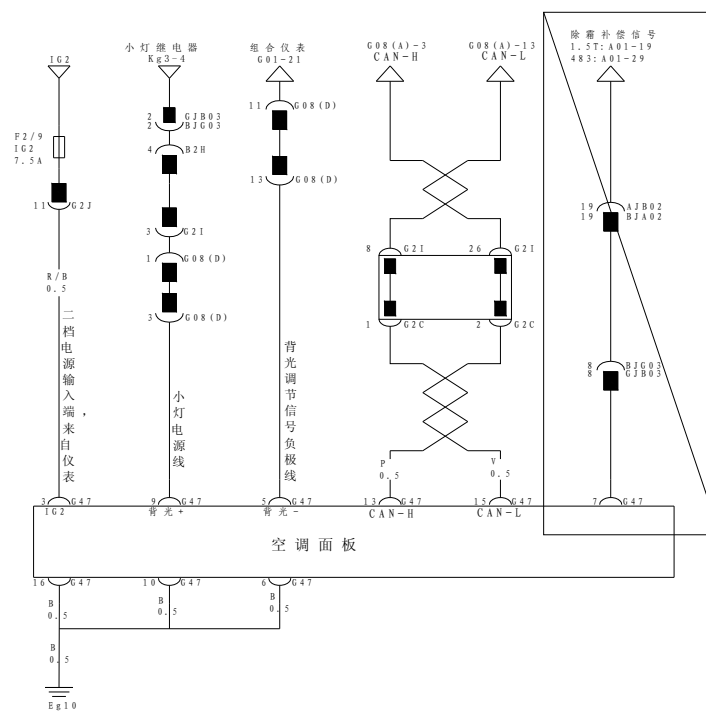 除霜补偿信号
1.5T:A01-19
483:A01-29
小灯继电器
Kg3-4
组合仪表
G01-21
G08(A)-3
CAN-H
G08(A)-13
CAN-L
IG2
F2/9
IG2
7.5A
11 G2J
R/B
0.5
二档电源输入端，来自仪表
2 GJB03
2 BJG03
4 B2H
3 G2I
1 G08(D)
3 G08(D)
小灯电源线
11 G08(D)
13 G08(D)
背光调节信号负极线
8 G2I
26 G2I
1 G2C
2 G2C
P
0.5
V
0.5
19 AJB02
19 BJA02
8 BJG03
8 GJB03
3 G47
9 G47
5 G47
13 G47
15 G47
7 G47
IG2
背光+
背光-
CAN-H
CAN-L
空调面板
16 G47
10 G47
6 G47
B
0.5
B
0.5
B
0.5
B
0.5
Eg10